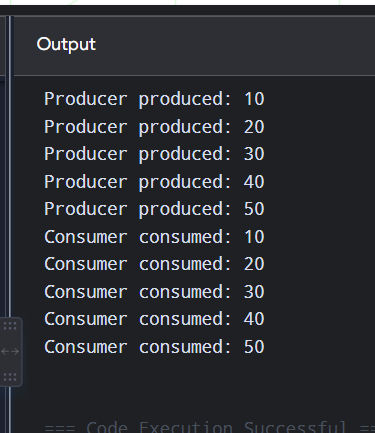 Output
Producer produced: 10
Producer produced: 20
Producer produced: 30
Producer produced: 40
Producer produced: 50
Consumer consumed: 10
Consumer consumed: 20
Consumer consumed: 30
Consumer consumed: 40
Consumer consumed: 50
=== Code Execution Successful ==